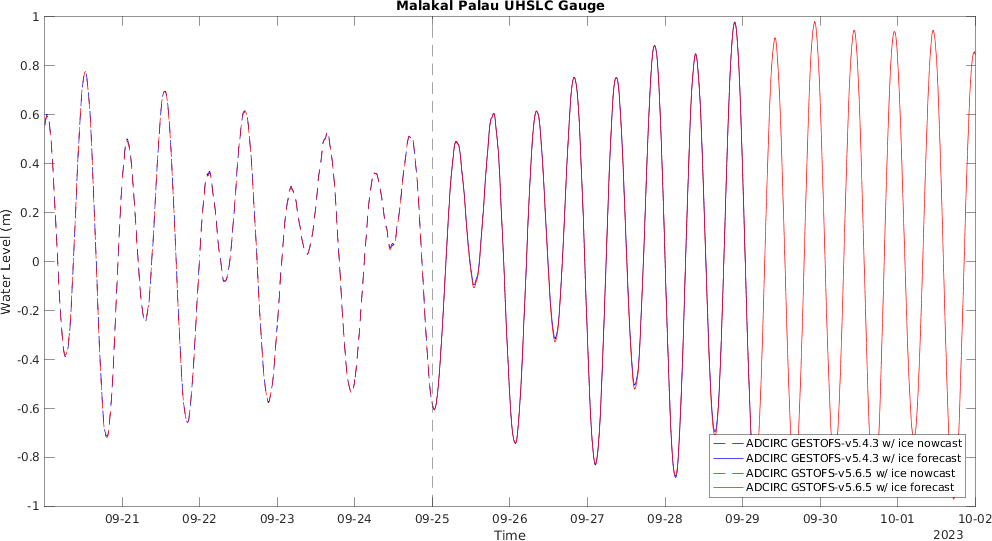 Malakal Palau UHSLC Gauge
1
0.8
0.6
0.4
0.2
0
-0.2
-0.4
-0.6
-0.8
-1
Water Level (m)
ADCIRC GESTOFS-v5.4.3 w/ ice nowcast
ADCIRC GESTOFS-v5.4.3 w/ ice forecast
ADCIRC GSTOFS-v5.6.5 w/ ice nowcast
ADCIRC GSTOFS-v5.6.5 w/ ice forecast
09-21 09-22 09-23 09-24 09-25 09-26 09-27 09-28 09-29 09-30 10-01 10-02
Time
2023